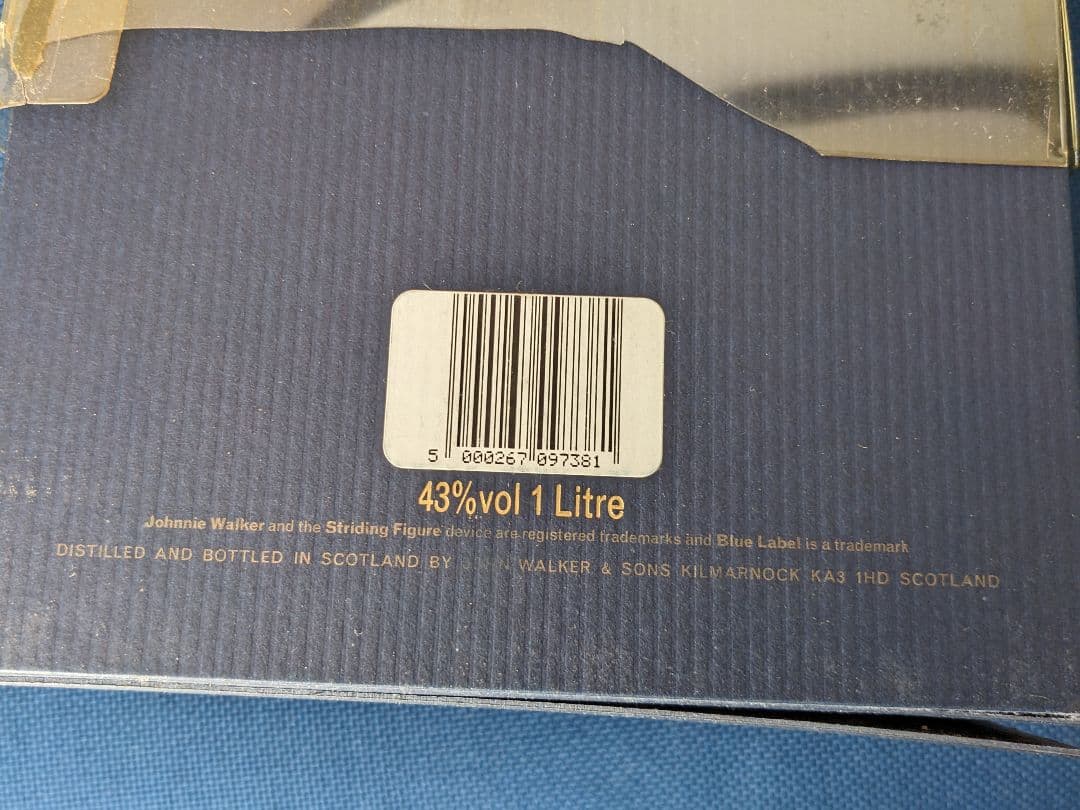 5 000267 097381
43%vol 1 Litre
Johnnie Walker and the Striding Figure device are registered trademarks and Blue Label is a trademark
DISTILLED AND BOTTLED IN SCOTLAND BY JOHN WALKER & SONS KILMARNOCK KA3 1HD SCOTLAND